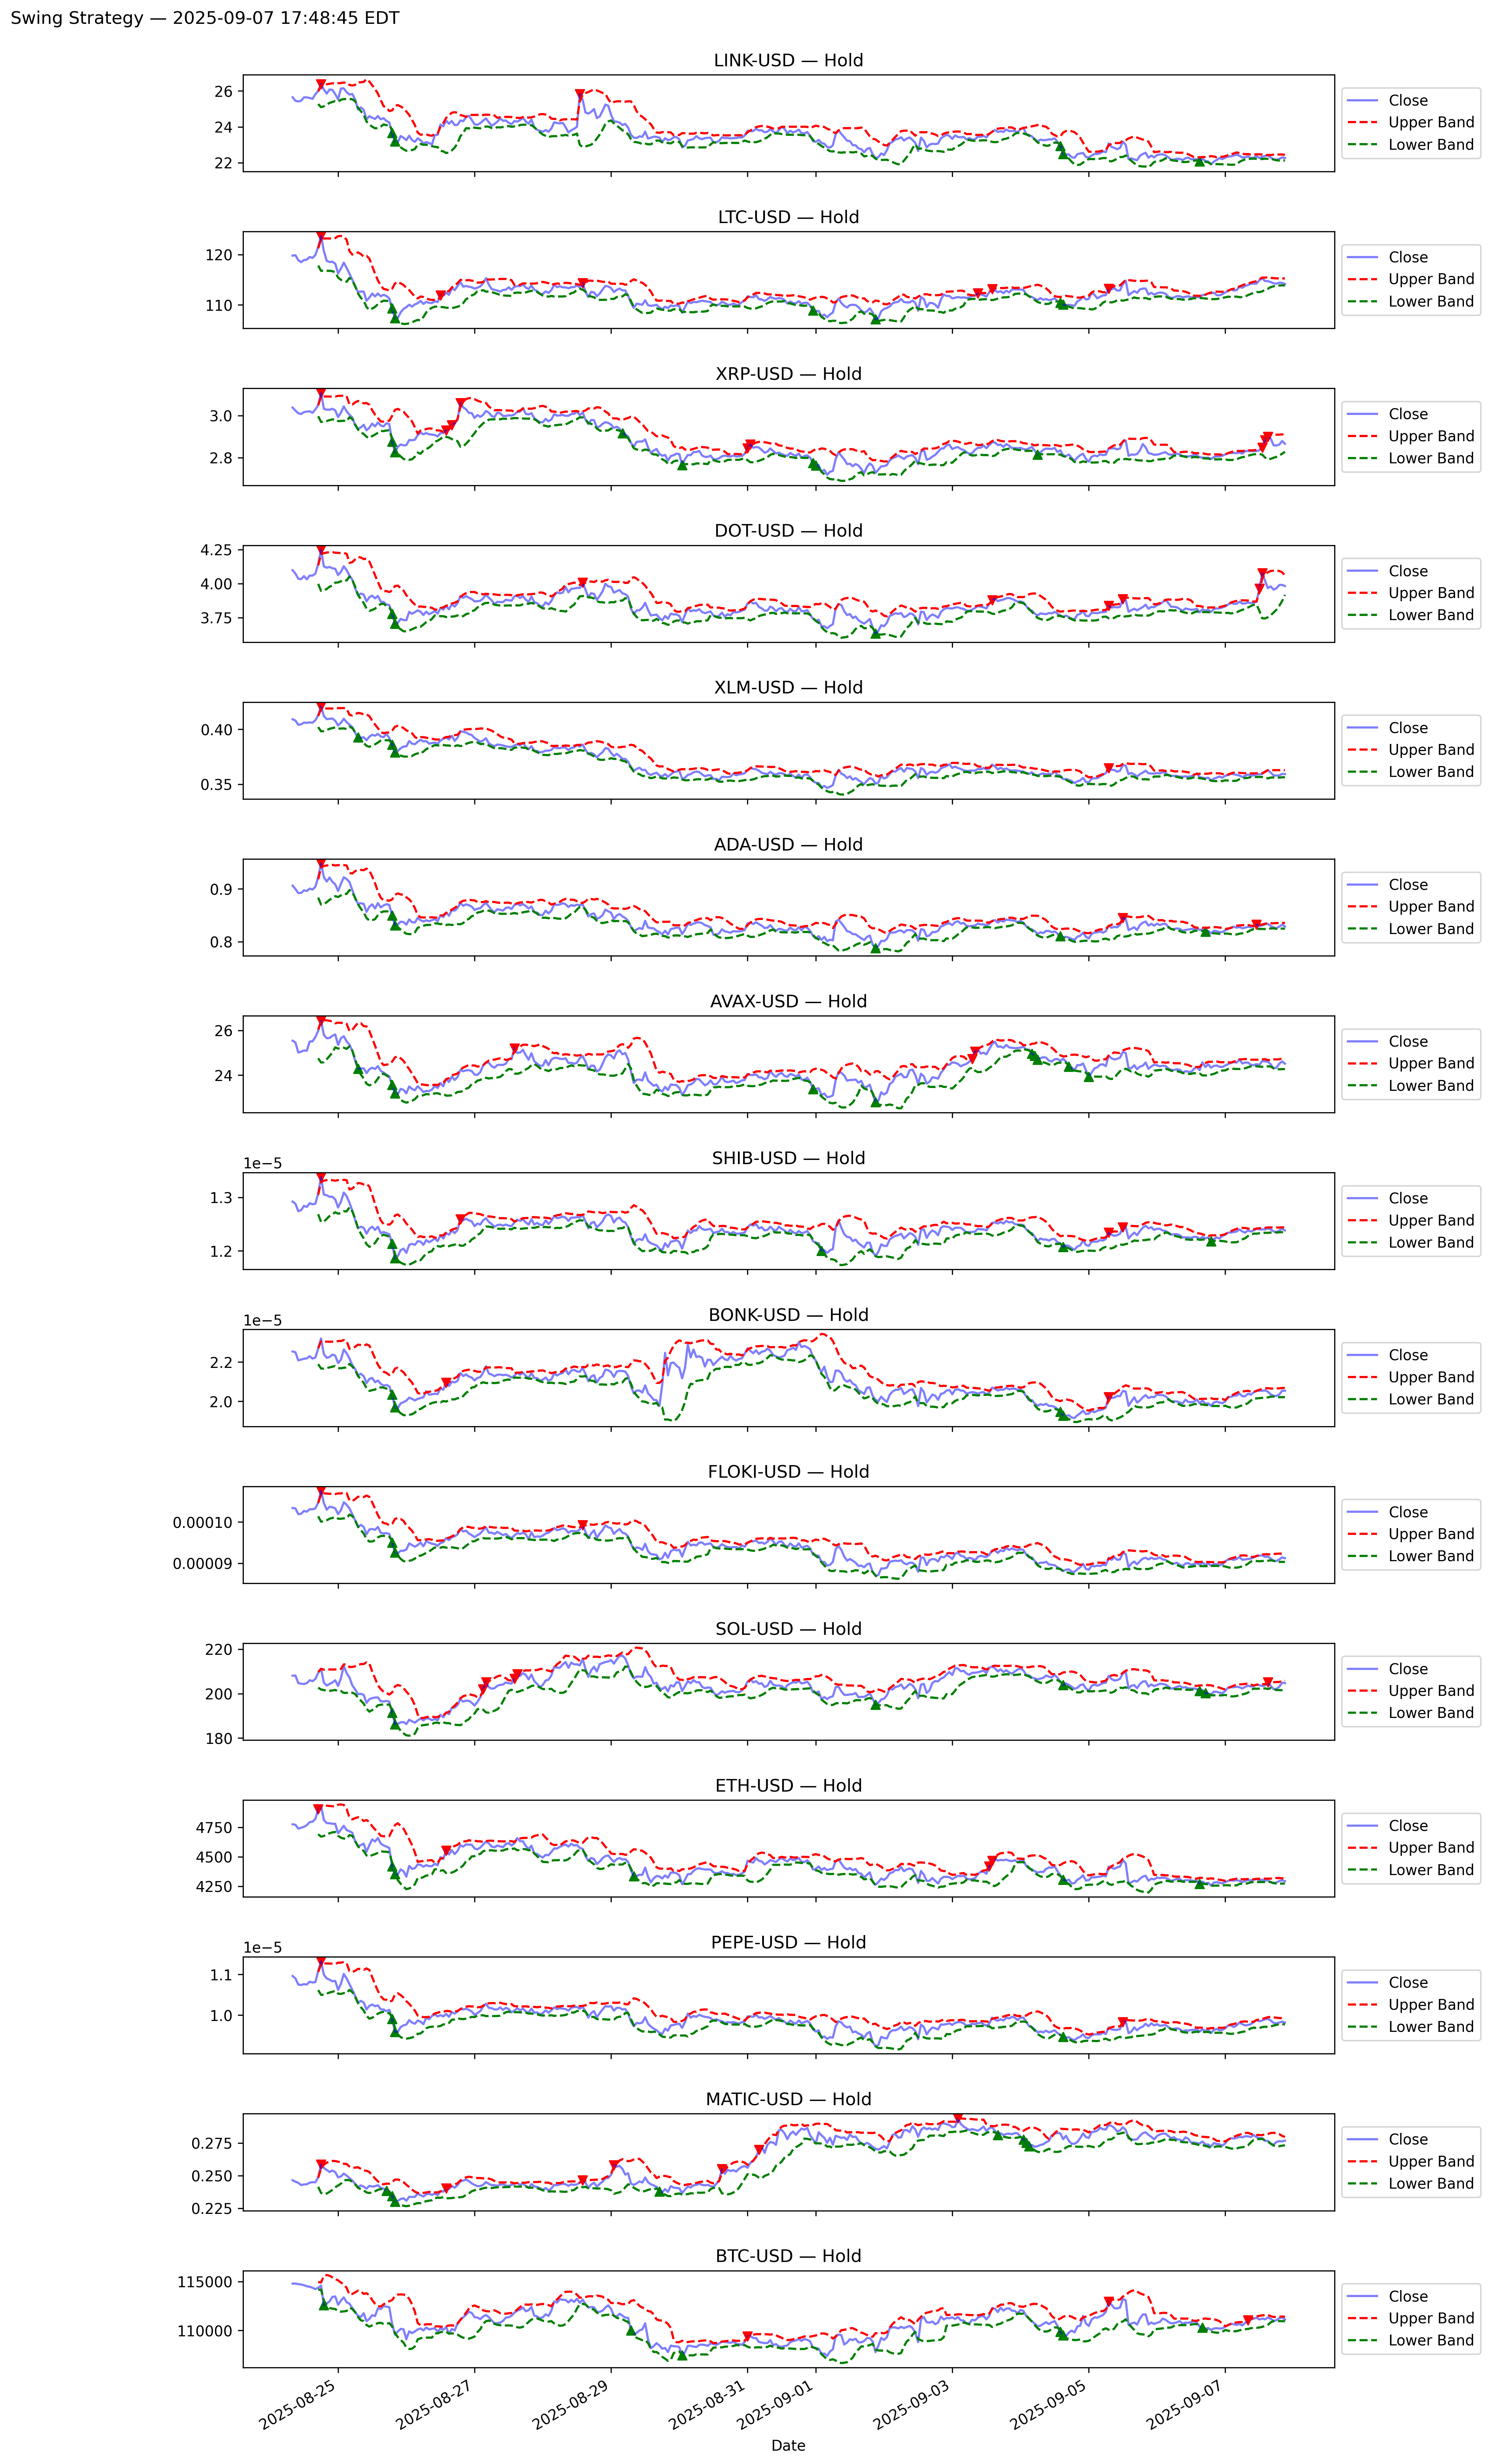 Swing Strategy — 2025-09-07 17:48:45 EDT
LINK-USD — Hold
26
24
22
Close
Upper Band
Lower Band
LTC-USD — Hold
120
110
Close
Upper Band
Lower Band
XRP-USD — Hold
3.0
2.8
Close
Upper Band
Lower Band
DOT-USD — Hold
4.25
4.00
3.75
Close
Upper Band
Lower Band
XLM-USD — Hold
0.40
0.35
Close
Upper Band
Lower Band
ADA-USD — Hold
0.9
0.8
Close
Upper Band
Lower Band
AVAX-USD — Hold
26
24
Close
Upper Band
Lower Band
SHIB-USD — Hold
1e−5
1.3
1.2
Close
Upper Band
Lower Band
BONK-USD — Hold
1e−5
2.2
2.0
Close
Upper Band
Lower Band
FLOKI-USD — Hold
0.00010
0.00009
Close
Upper Band
Lower Band
SOL-USD — Hold
220
200
180
Close
Upper Band
Lower Band
ETH-USD — Hold
4750
4500
4250
Close
Upper Band
Lower Band
PEPE-USD — Hold
1e−5
1.1
1.0
Close
Upper Band
Lower Band
MATIC-USD — Hold
0.275
0.250
0.225
Close
Upper Band
Lower Band
BTC-USD — Hold
115000
110000
Close
Upper Band
Lower Band
2025-08-25
2025-08-27
2025-08-29
2025-08-31
2025-09-01
2025-09-03
2025-09-05
2025-09-07
Date